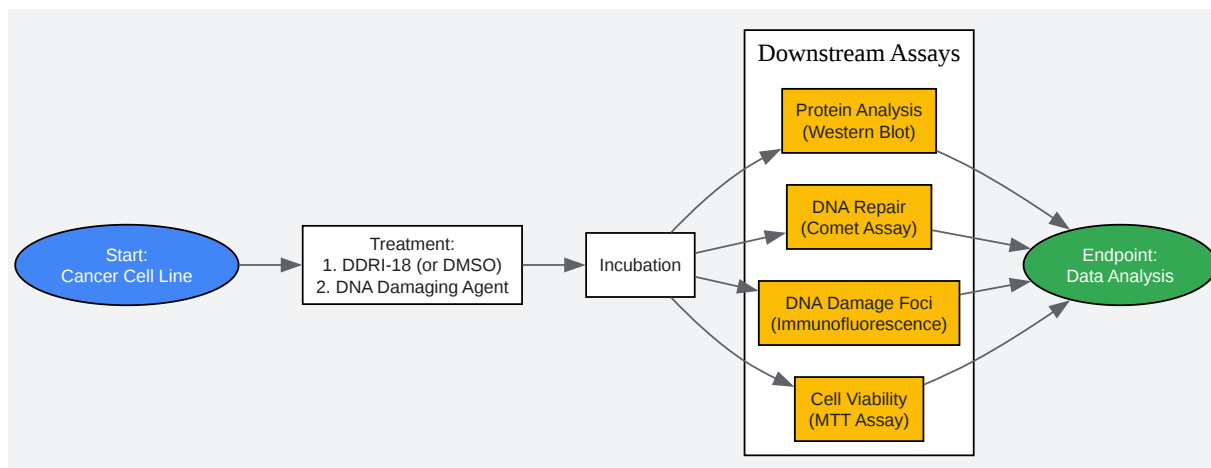 Start:
Cancer Cell Line
Treatment:
1. DDRI-18 (or DMSO)
2. DNA Damaging Agent
Incubation
Downstream Assays
Protein Analysis
(Western Blot)
DNA Repair
(Comet Assay)
DNA Damage Foci
(Immunofluorescence)
Cell Viability
(MTT Assay)
Endpoint:
Data Analysis